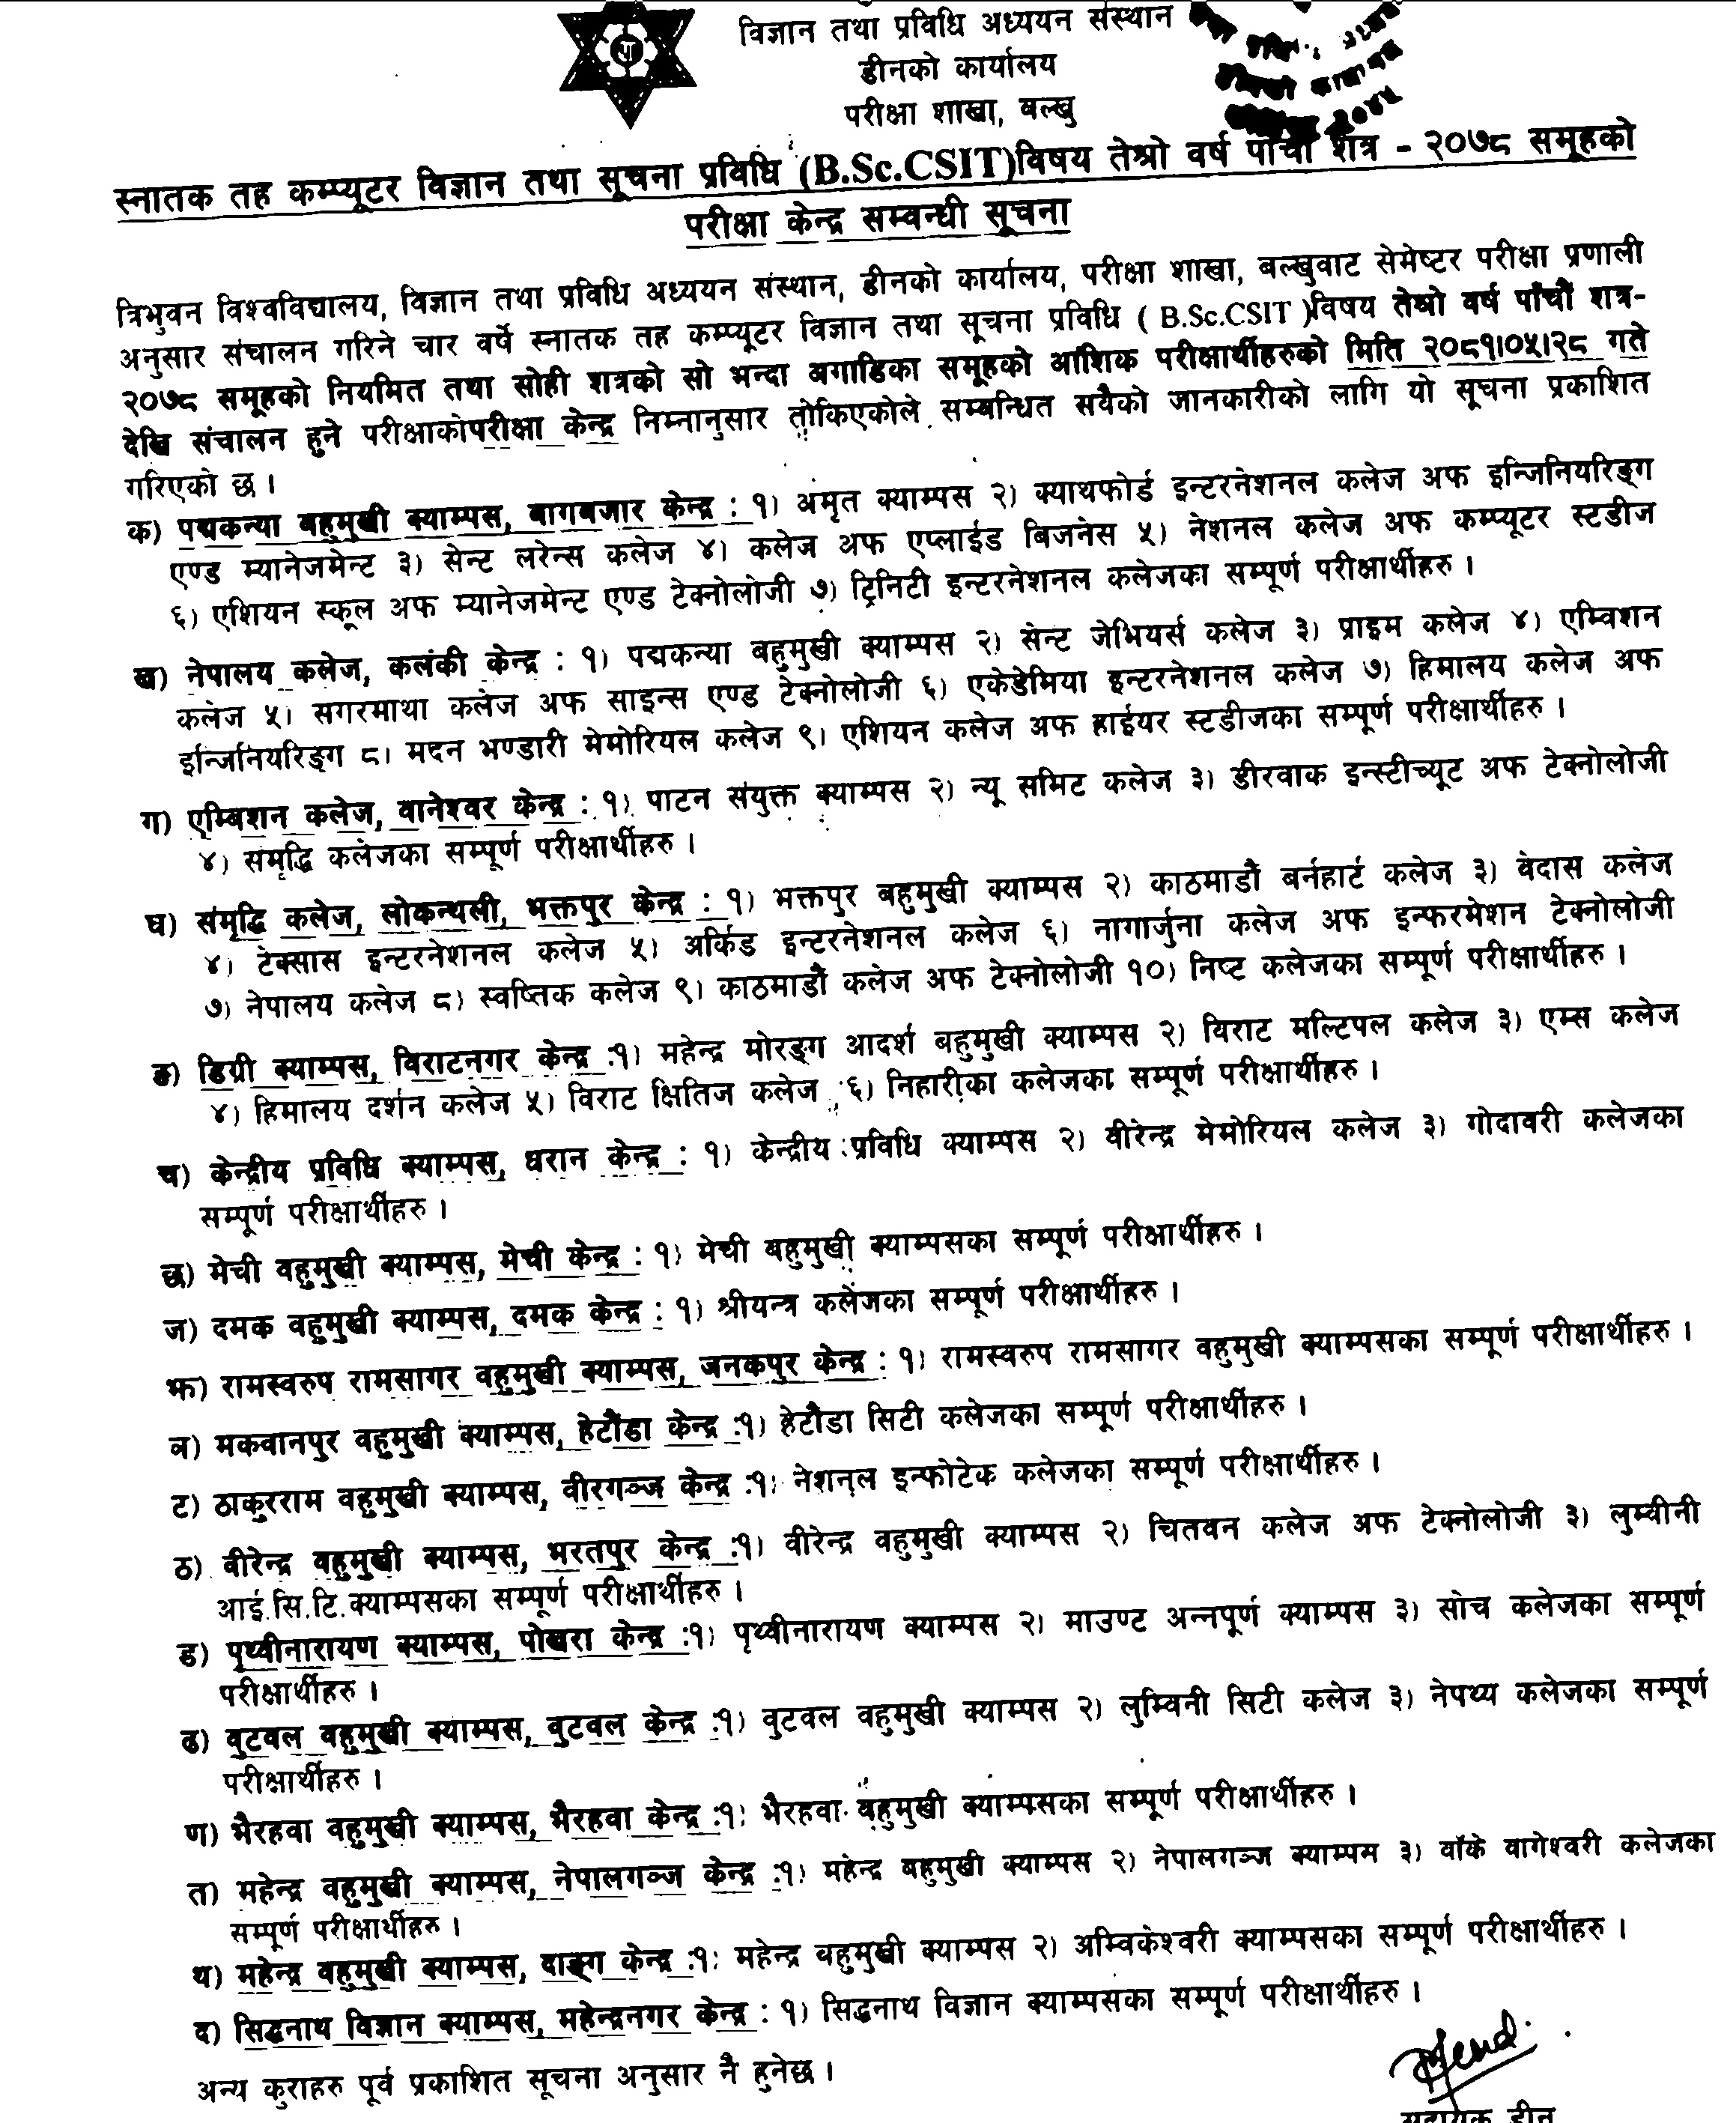 विज्ञान तथा प्रविधि अध्ययन संस्थान
डीनको कार्यालय
परीक्षा शाखा, बल्खु
स्नातक तह कम्प्यूटर विज्ञान तथा सूचना प्रविधि (B.Sc.CSIT)विषय तेश्रो वर्ष पाँचौं शत्र - २०७८ समूहको
परीक्षा केन्द्र सम्वन्धी सूचना
त्रिभुवन विश्वविद्यालय, विज्ञान तथा प्रविधि अध्ययन संस्थान, डीनको कार्यालय, परीक्षा शाखा, बल्खुवाट सेमेष्टर परीक्षा प्रणाली
अनुसार संचालन गरिने चार वर्षे स्नातक तह कम्प्यूटर विज्ञान तथा सूचना प्रविधि ( B.Sc.CSIT )विषय तेश्रो वर्ष पाँचौं शत्र-
२०७८ समूहको नियमित तथा सोही शत्रको सो भन्दा अगाडिका समूहको आंशिक परीक्षार्थीहरुको मिति २०८१।०५।२८ गते
देखि संचालन हुने परीक्षाकोपरीक्षा केन्द्र निम्नानुसार तोकिएकोले सम्बन्धित सवैको जानकारीको लागि यो सूचना प्रकाशित
गरिएको छ ।
क) पद्मकन्या बहुमुखी क्याम्पस, बागबजार केन्द्र : १) अमृत क्याम्पस २) क्याथफोर्ड इन्टरनेशनल कलेज अफ इन्जिनियरिङ्ग
एण्ड म्यानेजमेन्ट ३) सेन्ट लरेन्स कलेज ४) कलेज अफ एप्लाईड बिजनेस ५) नेशनल कलेज अफ कम्प्यूटर स्टडीज
६) एशियन स्कूल अफ म्यानेजमेन्ट एण्ड टेक्नोलोजी ७) ट्रिनिटी इन्टरनेशनल कलेजका सम्पूर्ण परीक्षार्थीहरु ।
ख) नेपालय कलेज, कलंकी केन्द्र : १) पद्मकन्या बहुमुखी क्याम्पस २) सेन्ट जेभियर्स कलेज ३) प्राइम कलेज ४) एम्विशन
कलेज ५) सगरमाथा कलेज अफ साइन्स एण्ड टेक्नोलोजी ६) एकेडेमिया इन्टरनेशनल कलेज ७) हिमालय कलेज अफ
इन्जिनियरिङ्ग ८) मदन भण्डारी मेमोरियल कलेज ९) एशियन कलेज अफ हाईयर स्टडीजका सम्पूर्ण परीक्षार्थीहरु ।
ग) एम्विशन कलेज, वानेश्वर केन्द्र : १) पाटन संयुक्त क्याम्पस २) न्यू समिट कलेज ३) डीरवाक इन्स्टीच्यूट अफ टेक्नोलोजी
४) संमृद्धि कलेजका सम्पूर्ण परीक्षार्थीहरु ।
घ) संमृद्धि कलेज, लोकन्थली, भक्तपुर केन्द्र : १) भक्तपुर बहुमुखी क्याम्पस २) काठमाडौं बर्नहार्ट कलेज ३) वेदास कलेज
४) टेक्सास इन्टरनेशनल कलेज ५) अर्किड इन्टरनेशनल कलेज ६) नागार्जुना कलेज अफ इन्फरमेशन टेक्नोलोजी
७) नेपालय कलेज ८) स्वष्तिक कलेज ९) काठमाडौं कलेज अफ टेक्नोलोजी १०) निष्ट कलेजका सम्पूर्ण परीक्षार्थीहरु ।
ङ) डिग्री क्याम्पस, विराटनगर केन्द्र :१) महेन्द्र मोरङ्ग आदर्श बहुमुखी क्याम्पस २) विराट मल्टिपल कलेज ३) एम्स कलेज
४) हिमालय दर्शन कलेज ५) विराट क्षितिज कलेज ६) निहारीका कलेजका सम्पूर्ण परीक्षार्थीहरु ।
च) केन्द्रीय प्रविधि क्याम्पस, धरान केन्द्र : १) केन्द्रीय प्रविधि क्याम्पस २) वीरेन्द्र मेमोरियल कलेज ३) गोदावरी कलेजका
सम्पूर्ण परीक्षार्थीहरु ।
छ) मेची वहुमुखी क्याम्पस, मेची केन्द्र : १) मेची बहुमुखी क्याम्पसका सम्पूर्ण परीक्षार्थीहरु ।
ज) दमक वहुमुखी क्याम्पस, दमक केन्द्र : १) श्रीयन्त्र कलेजका सम्पूर्ण परीक्षार्थीहरु ।
झ) रामस्वरुप रामसागर वहुमुखी क्याम्पस, जनकपुर केन्द्र : १) रामस्वरुप रामसागर वहुमुखी क्याम्पसका सम्पूर्ण परीक्षार्थीहरु ।
ञ) मकवानपुर वहुमुखी क्याम्पस, हेटौंडा केन्द्र :१) हेटौंडा सिटी कलेजका सम्पूर्ण परीक्षार्थीहरु ।
ट) ठाकुरराम वहुमुखी क्याम्पस, वीरगञ्ज केन्द्र :१) नेशनल इन्फोटेक कलेजका सम्पूर्ण परीक्षार्थीहरु ।
ठ) वीरेन्द्र वहुमुखी क्याम्पस, भरतपुर केन्द्र :१) वीरेन्द्र वहुमुखी क्याम्पस २) चितवन कलेज अफ टेक्नोलोजी ३) लुम्वीनी
आई.सि.टि.क्याम्पसका सम्पूर्ण परीक्षार्थीहरु ।
ड) पृथ्वीनारायण क्याम्पस, पोखरा केन्द्र :१) पृथ्वीनारायण क्याम्पस २) माउण्ट अन्नपूर्ण क्याम्पस ३) सोच कलेजका सम्पूर्ण
परीक्षार्थीहरु ।
ढ) वुटवल वहुमुखी क्याम्पस, वुटवल केन्द्र :१) वुटवल वहुमुखी क्याम्पस २) लुम्विनी सिटी कलेज ३) नेपथ्य कलेजका सम्पूर्ण
परीक्षार्थीहरु ।
ण) भैरहवा वहुमुखी क्याम्पस, भैरहवा केन्द्र :१) भैरहवा वहुमुखी क्याम्पसका सम्पूर्ण परीक्षार्थीहरु ।
त) महेन्द्र वहुमुखी क्याम्पस, नेपालगञ्ज केन्द्र :१) महेन्द्र बहुमुखी क्याम्पस २) नेपालगञ्ज क्याम्पस ३) वाँके वागेश्वरी कलेजका
सम्पूर्ण परीक्षार्थीहरु ।
थ) महेन्द्र वहुमुखी क्याम्पस, दाङ्ग केन्द्र :१) महेन्द्र बहुमुखी क्याम्पस २) अम्विकेश्वरी क्याम्पसका सम्पूर्ण परीक्षार्थीहरु ।
द) सिद्धनाथ विज्ञान क्याम्पस, महेन्द्रनगर केन्द्र : १) सिद्धनाथ विज्ञान क्याम्पसका सम्पूर्ण परीक्षार्थीहरु ।
अन्य कुराहरु पूर्व प्रकाशित सूचना अनुसार नै हुनेछ ।
सहायक डीन